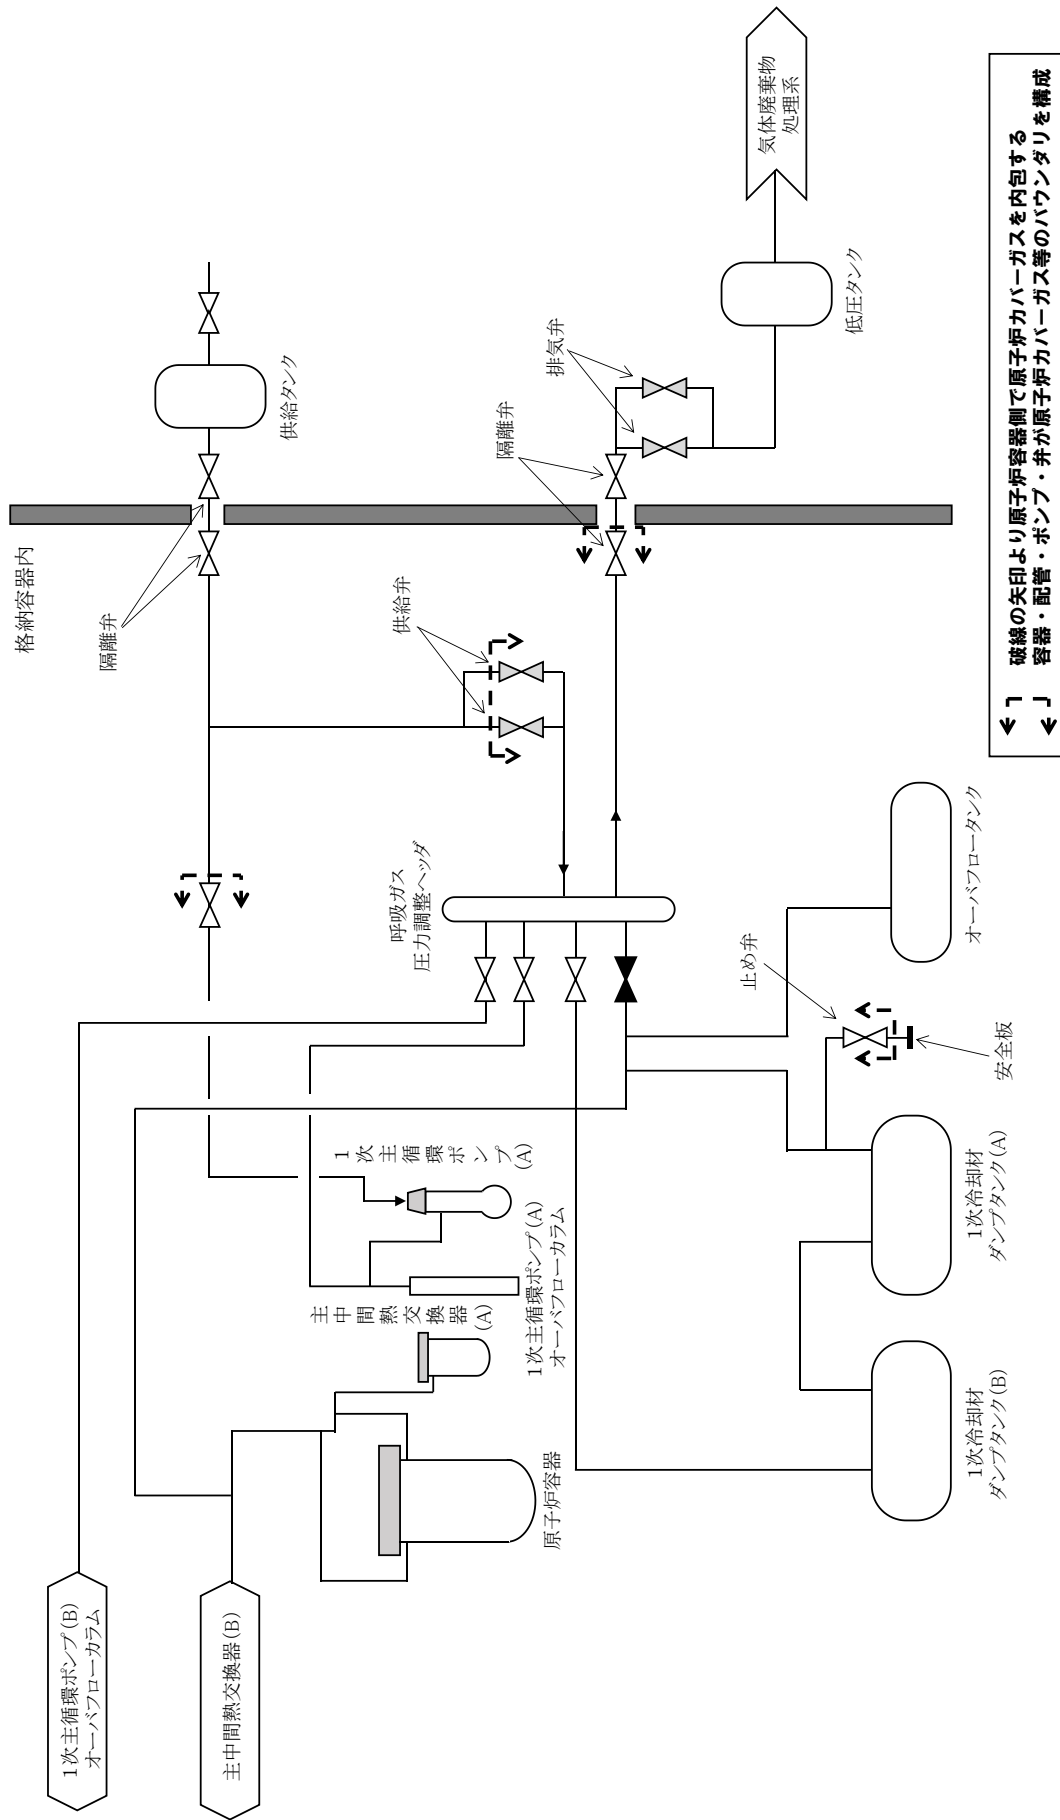 1次主循環ポンプ(B)
オーバフローカラム
主中間熱交換器(B)
格納容器内
隔離弁
供給タンク
供給弁
隔離弁
排気弁
低圧タンク
気体廃棄物
処理系
呼吸ガス
圧力調整ヘッダ
1次主循環ポンプ(A)
主中間熱交換器(A)
1次主循環ポンプ(A)
オーバフローカラム
原子炉容器
止め弁
安全板
オーバフロータンク
1次冷却材
ダンプタンク(A)
1次冷却材
ダンプタンク(B)
破線の矢印より原子炉容器側で原子炉カバーガスを内包する
容器・配管・ポンプ・弁が原子炉カバーガス等のバウンダリを構成